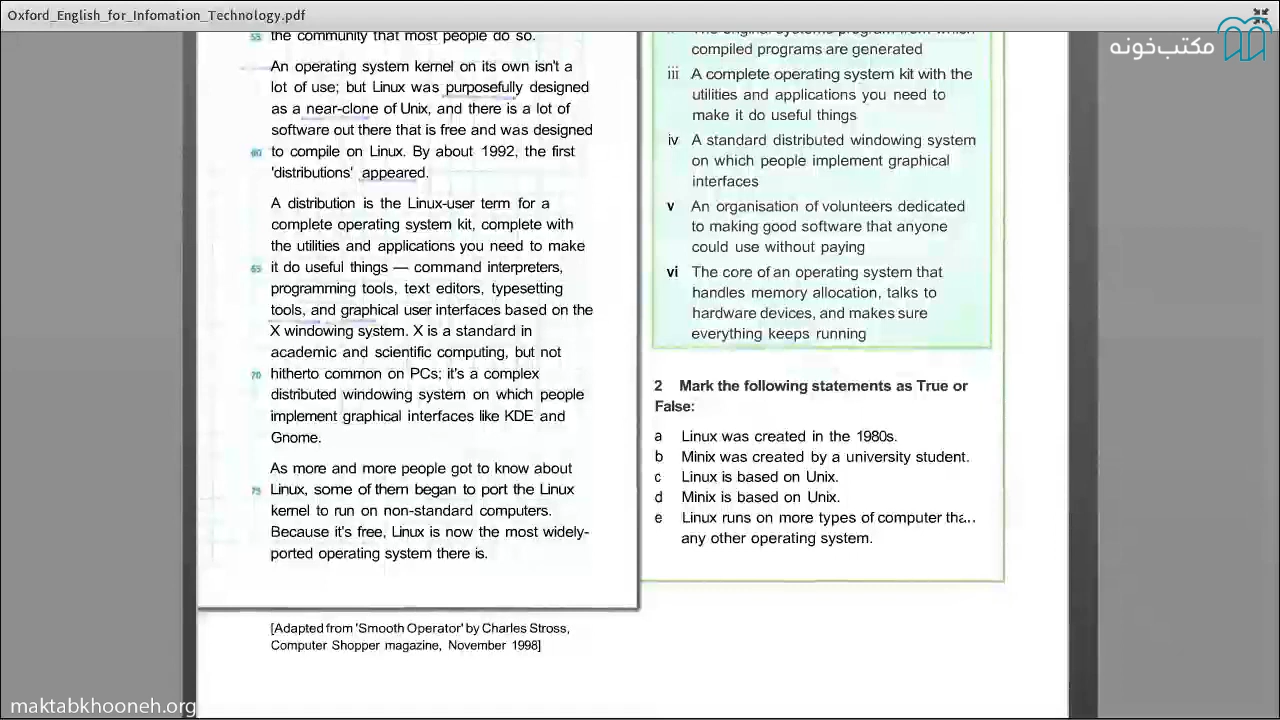 Oxford_English_for_Infomation_Technology.pdf
مکتب‌خونه
55 the community that most people do so.
An operating system kernel on its own isn't a
lot of use; but Linux was purposefully designed
as a near-clone of Unix, and there is a lot of
software out there that is free and was designed
60 to compile on Linux. By about 1992, the first
'distributions' appeared.
A distribution is the Linux-user term for a
complete operating system kit, complete with
the utilities and applications you need to make
65 it do useful things — command interpreters,
programming tools, text editors, typesetting
tools, and graphical user interfaces based on the
X windowing system. X is a standard in
academic and scientific computing, but not
70 hitherto common on PCs; it's a complex
distributed windowing system on which people
implement graphical interfaces like KDE and
Gnome.
As more and more people got to know about
75 Linux, some of them began to port the Linux
kernel to run on non-standard computers.
Because it's free, Linux is now the most widely-
ported operating system there is.
[Adapted from 'Smooth Operator' by Charles Stross,
Computer Shopper magazine, November 1998]
The original systems program from which
compiled programs are generated
iii A complete operating system kit with the
utilities and applications you need to
make it do useful things
iv A standard distributed windowing system
on which people implement graphical
interfaces
v An organisation of volunteers dedicated
to making good software that anyone
could use without paying
vi The core of an operating system that
handles memory allocation, talks to
hardware devices, and makes sure
everything keeps running
2 Mark the following statements as True or
False:
a Linux was created in the 1980s.
b Minix was created by a university student.
c Linux is based on Unix.
d Minix is based on Unix.
e Linux runs on more types of computer tha...
any other operating system.
maktabkhooneh.org